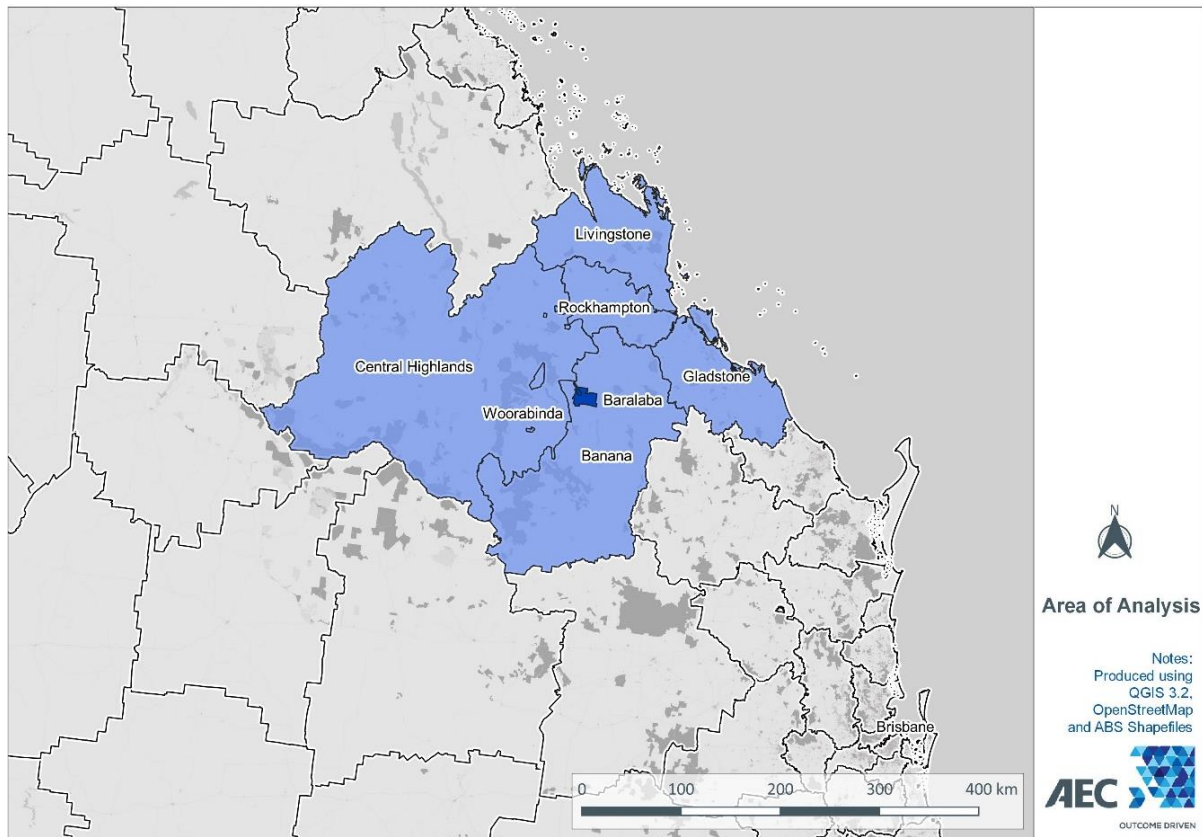 Livingstone
Rockhampton
Central Highlands
Gladstone
Woorabinda
Baralaba
Banana
Brisbane
0 100 200 300 400 km
N
Area of Analysis
Notes:
Produced using
QGIS 3.2,
OpenStreetMap
and ABS Shapefiles
AEC
OUTCOME DRIVEN